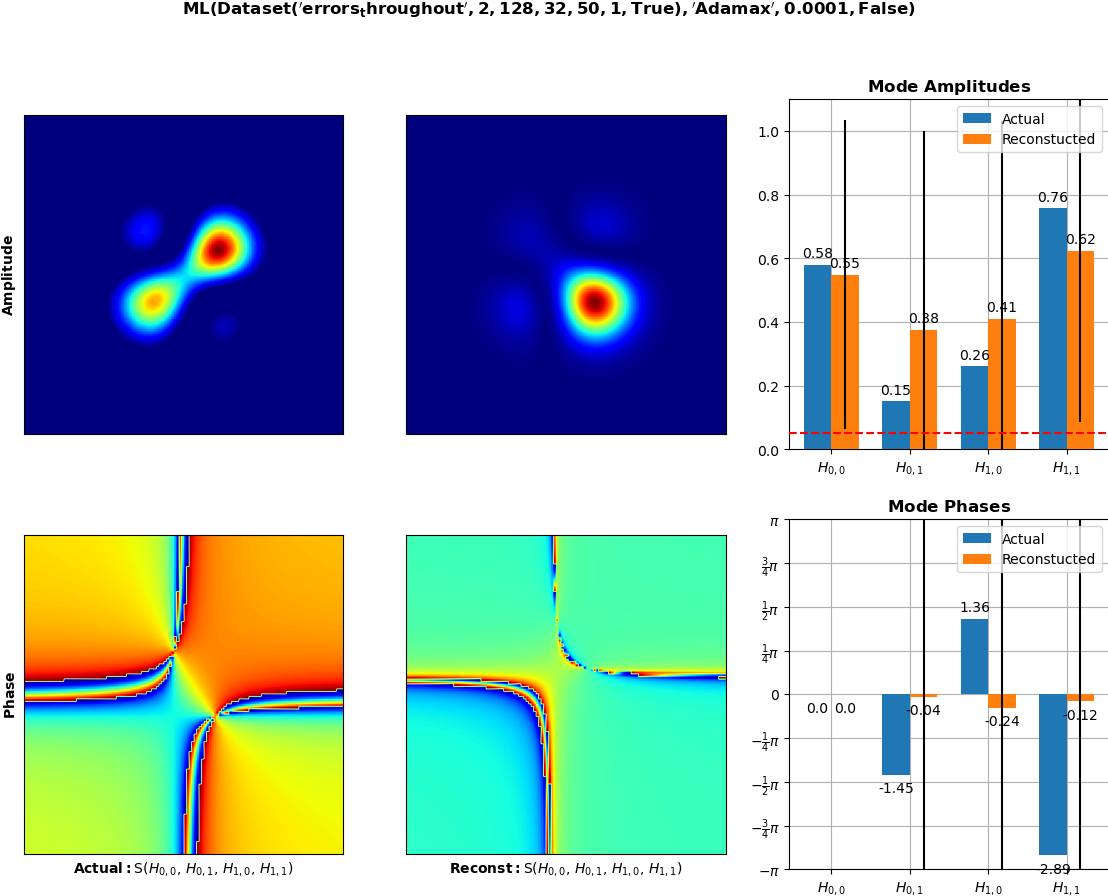 ML(Dataset('errors_throughout', 2, 128, 32, 50, 1, True), 'Adamax', 0.0001, False)
Amplitude
Mode Amplitudes
Actual
Reconstucted
1.0
0.8
0.6
0.4
0.2
0.0
0.58
0.55
0.15
0.38
0.26
0.41
0.76
0.62
H0,0
H0,1
H1,0
H1,1
Phase
Mode Phases
Actual
Reconstucted
π
3/4π
1/2π
1/4π
0
−1/4π
−1/2π
−3/4π
−π
0.0
0.0
-1.45
-0.04
1.36
-0.24
-2.89
-0.12
H0,0
H0,1
H1,0
H1,1
Actual: S(H0,0, H0,1, H1,0, H1,1)
Reconst: S(H0,0, H0,1, H1,0, H1,1)